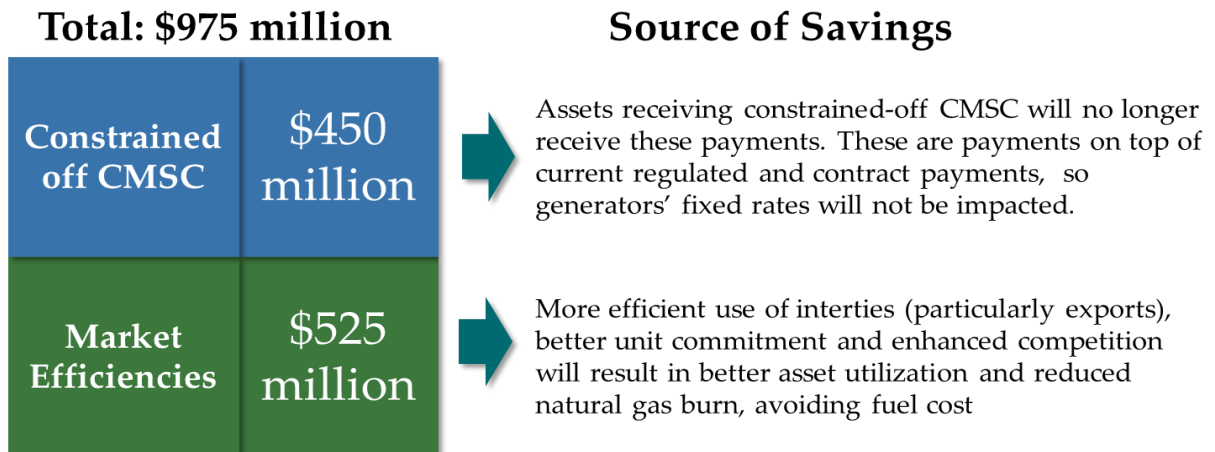 Total: $975 million
Source of Savings
Constrained
off CMSC
$450
million
Assets receiving constrained-off CMSC will no longer
receive these payments. These are payments on top of
current regulated and contract payments, so
generators' fixed rates will not be impacted.
Market
Efficiencies
$525
million
More efficient use of interties (particularly exports),
better unit commitment and enhanced competition
will result in better asset utilization and reduced
natural gas burn, avoiding fuel cost